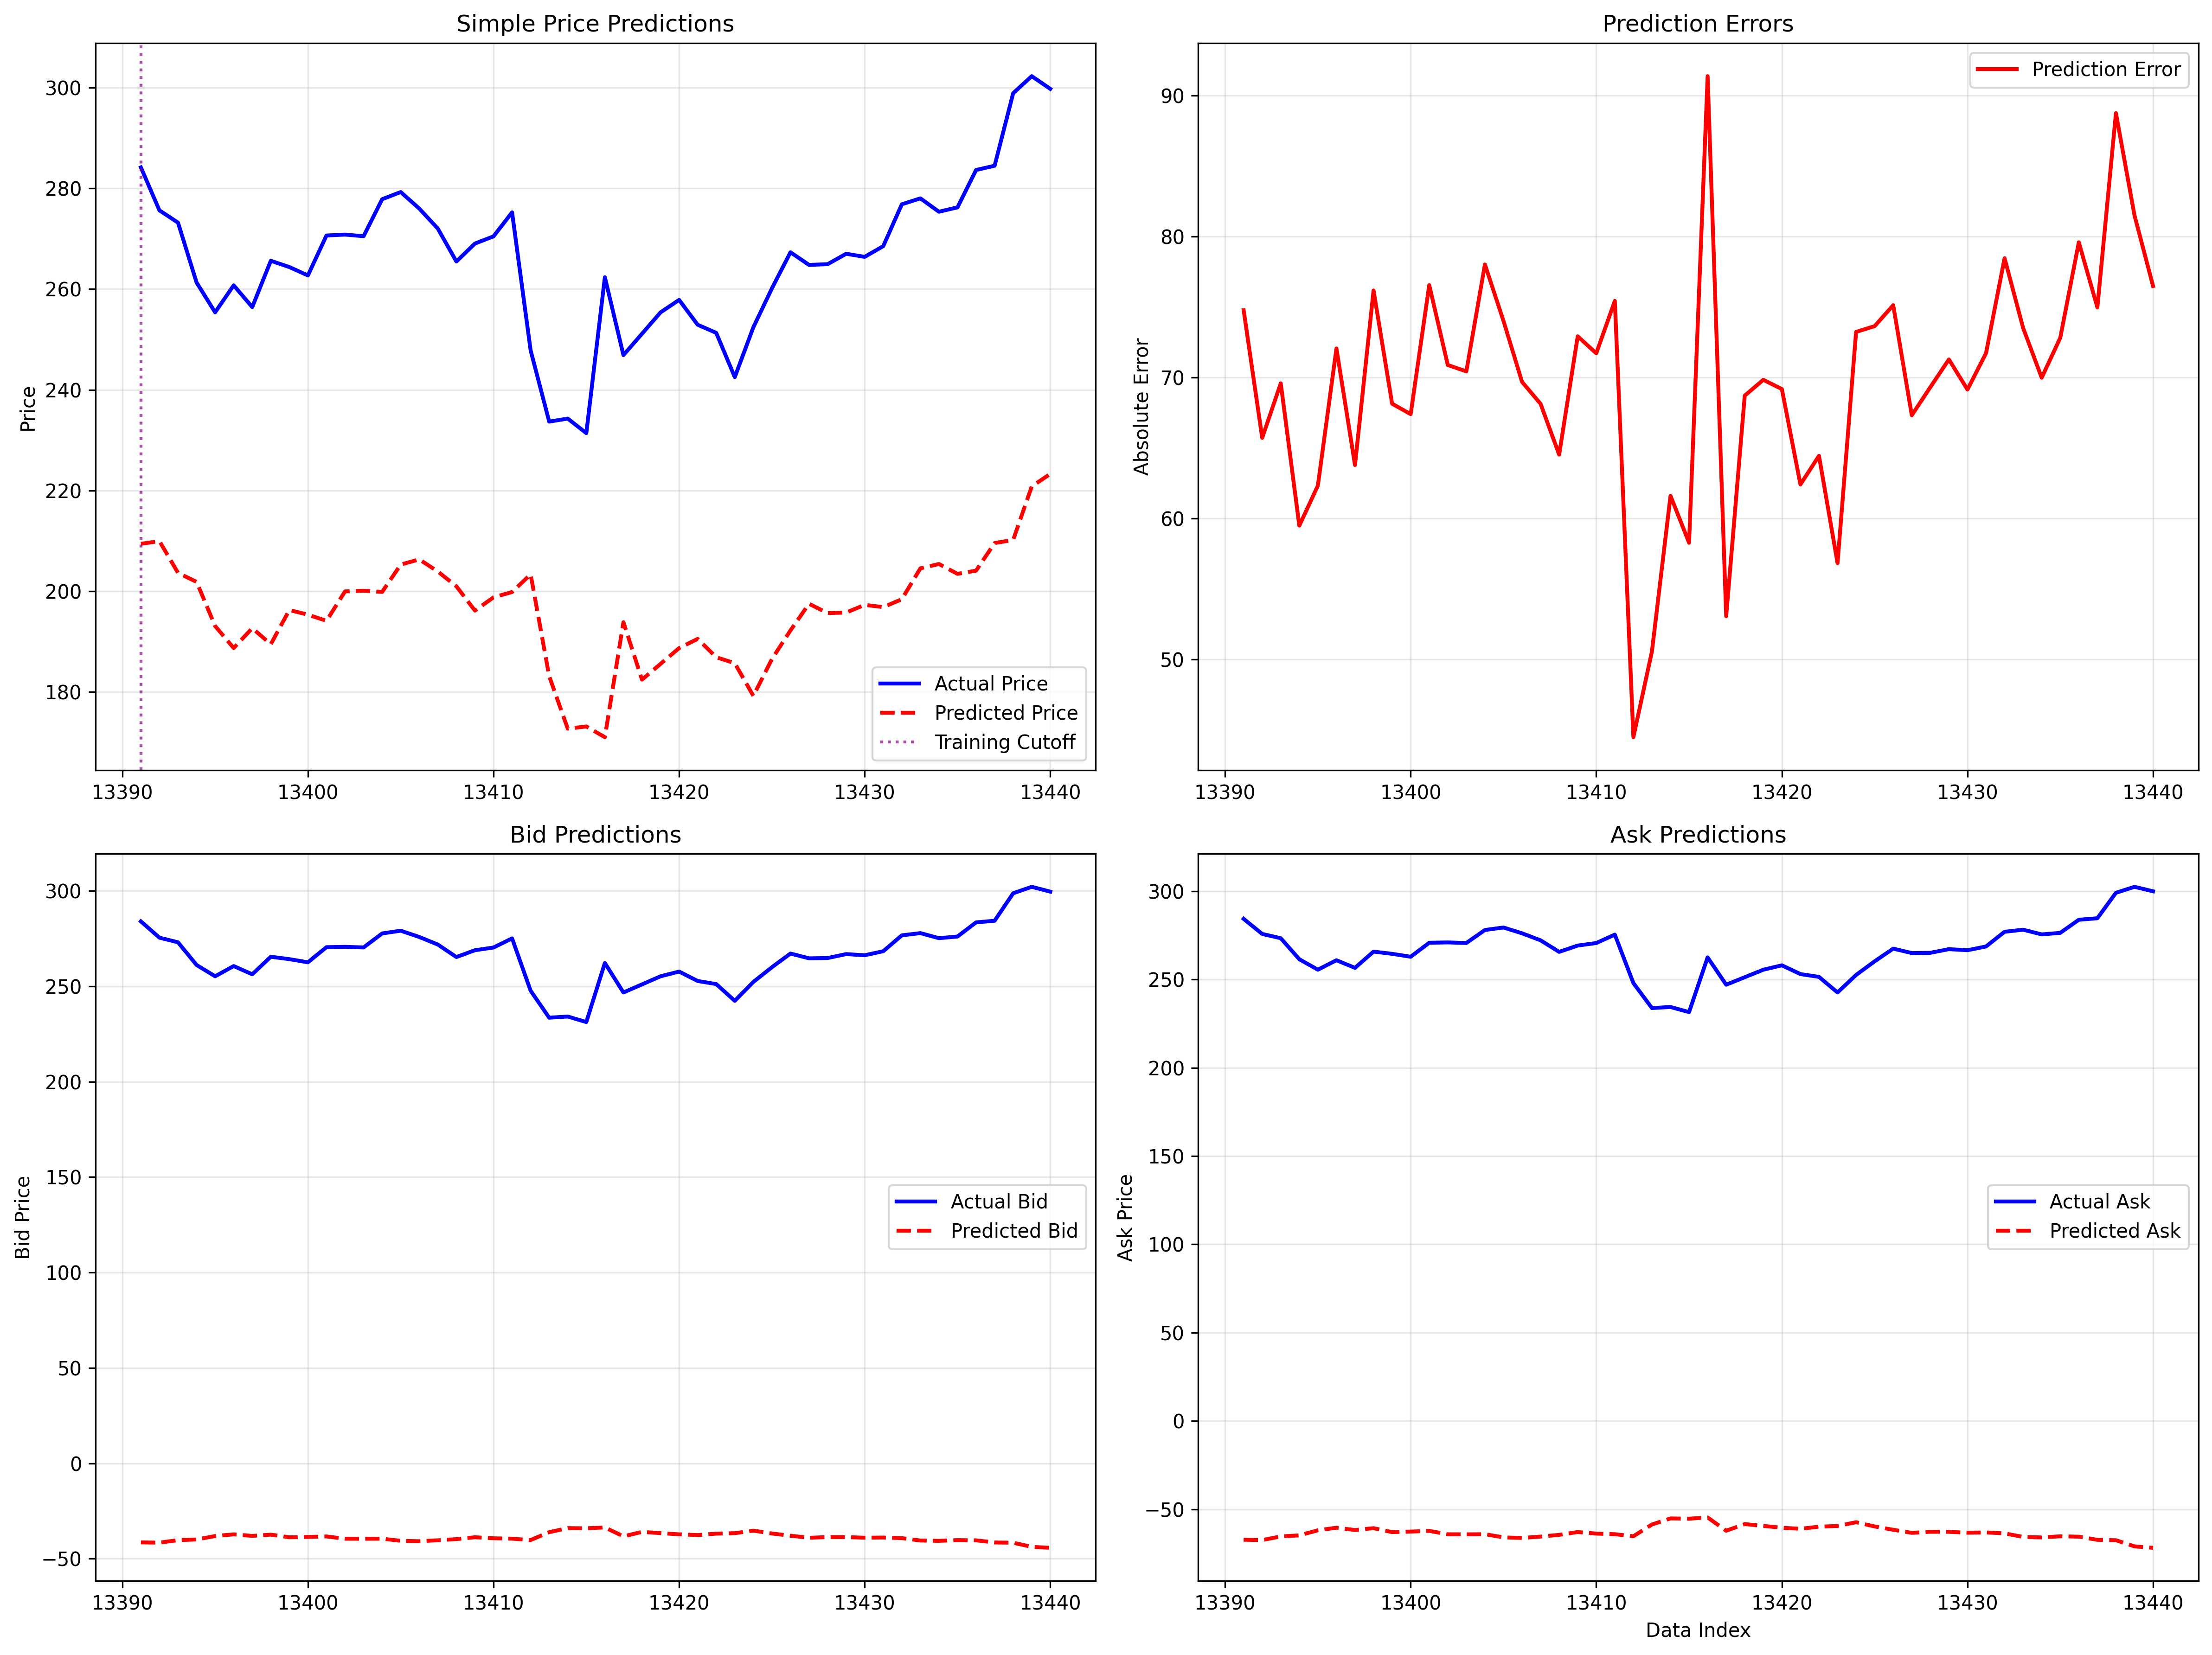 Simple Price Predictions
Price
300
280
260
240
220
200
180
13390 13400 13410 13420 13430 13440
Actual Price
Predicted Price
Training Cutoff
Prediction Errors
Absolute Error
90
80
70
60
50
13390 13400 13410 13420 13430 13440
Prediction Error
Bid Predictions
Bid Price
300
250
200
150
100
50
0
−50
13390 13400 13410 13420 13430 13440
Actual Bid
Predicted Bid
Ask Predictions
Ask Price
300
250
200
150
100
50
0
−50
13390 13400 13410 13420 13430 13440
Data Index
Actual Ask
Predicted Ask